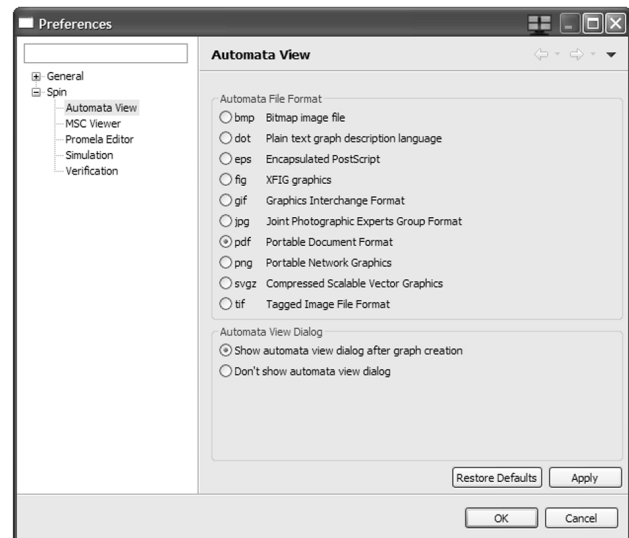 Preferences
Automata View
General
Spin
Automata View
MSC Viewer
Promela Editor
Simulation
Verification
Automata File Format
bmp Bitmap image file
dot Plain text graph description language
eps Encapsulated PostScript
fig XFIG graphics
gif Graphics Interchange Format
jpg Joint Photographic Experts Group Format
pdf Portable Document Format
png Portable Network Graphics
svgz Compressed Scalable Vector Graphics
tif Tagged Image File Format
Automata View Dialog
Show automata view dialog after graph creation
Don't show automata view dialog
Restore Defaults Apply
OK Cancel